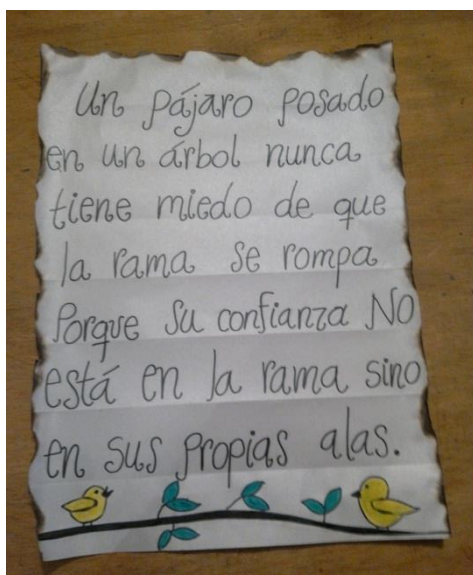 Un pájaro posado
en un árbol nunca
tiene miedo de que
la rama se rompa
Porque su confianza NO
está en la rama sino
en sus propias alas.